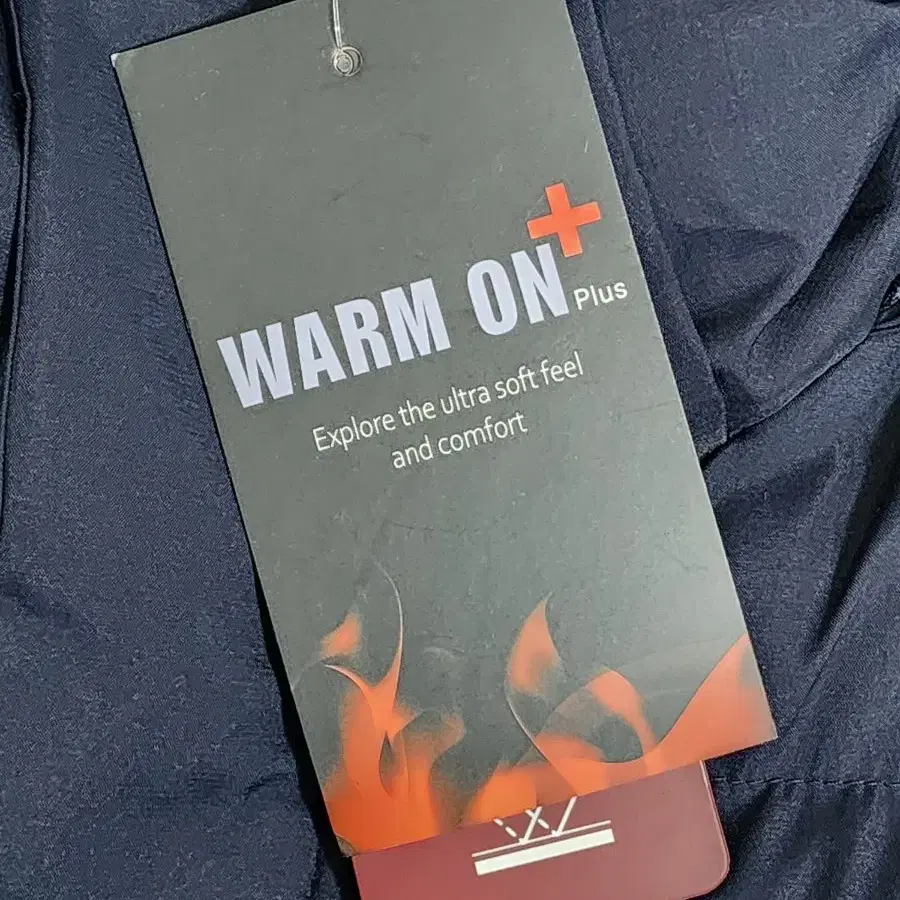 WARM ON Plus
Explore the ultra soft feel
and comfort